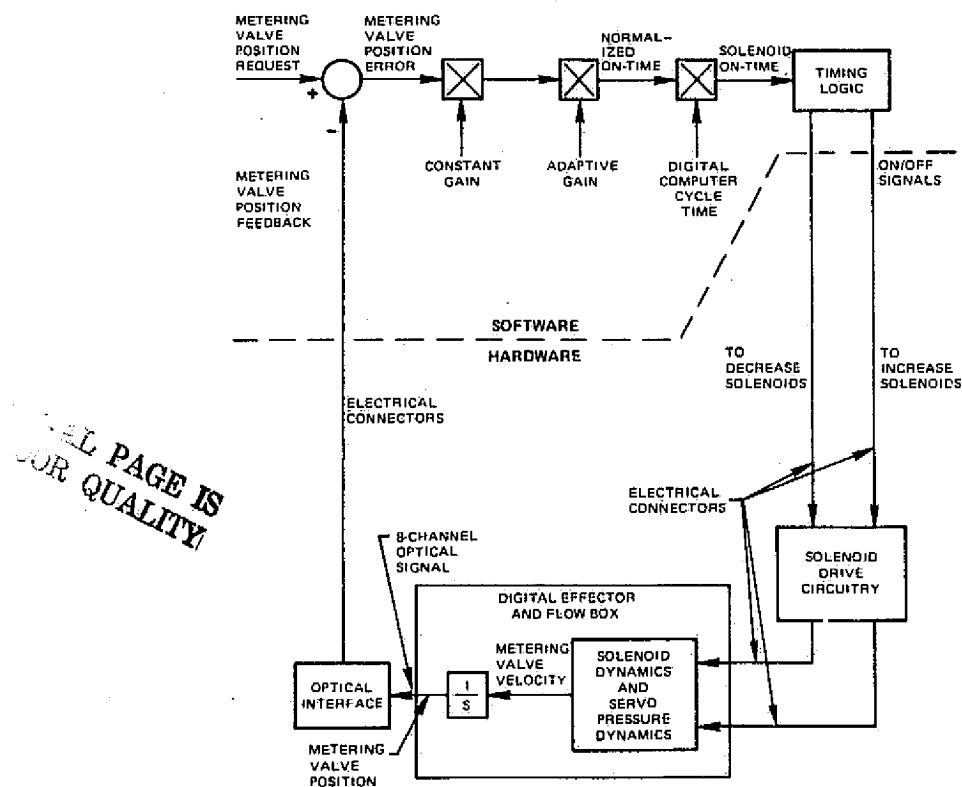 METERING
VALVE
POSITION
REQUEST
+
-
METERING
VALVE
POSITION
ERROR
NORMAL-
IZED
ON-TIME
SOLENOID
ON-TIME
TIMING
LOGIC
CONSTANT
GAIN
ADAPTIVE
GAIN
DIGITAL
COMPUTER
CYCLE
TIME
ON/OFF
SIGNALS
METERING
VALVE
POSITION
FEEDBACK
SOFTWARE
HARDWARE
TO
DECREASE
SOLENOIDS
TO
INCREASE
SOLENOIDS
ELECTRICAL
CONNECTORS
PAGE IS
QUALITY
ELECTRICAL
CONNECTORS
8-CHANNEL
OPTICAL
SIGNAL
SOLENOID
DRIVE
CIRCUITRY
DIGITAL EFFECTOR
AND FLOW BOX
METERING
VALVE
VELOCITY
SOLENOID
DYNAMICS
AND
SERVO
PRESSURE
DYNAMICS
1
S
OPTICAL
INTERFACE
METERING
VALVE
POSITION